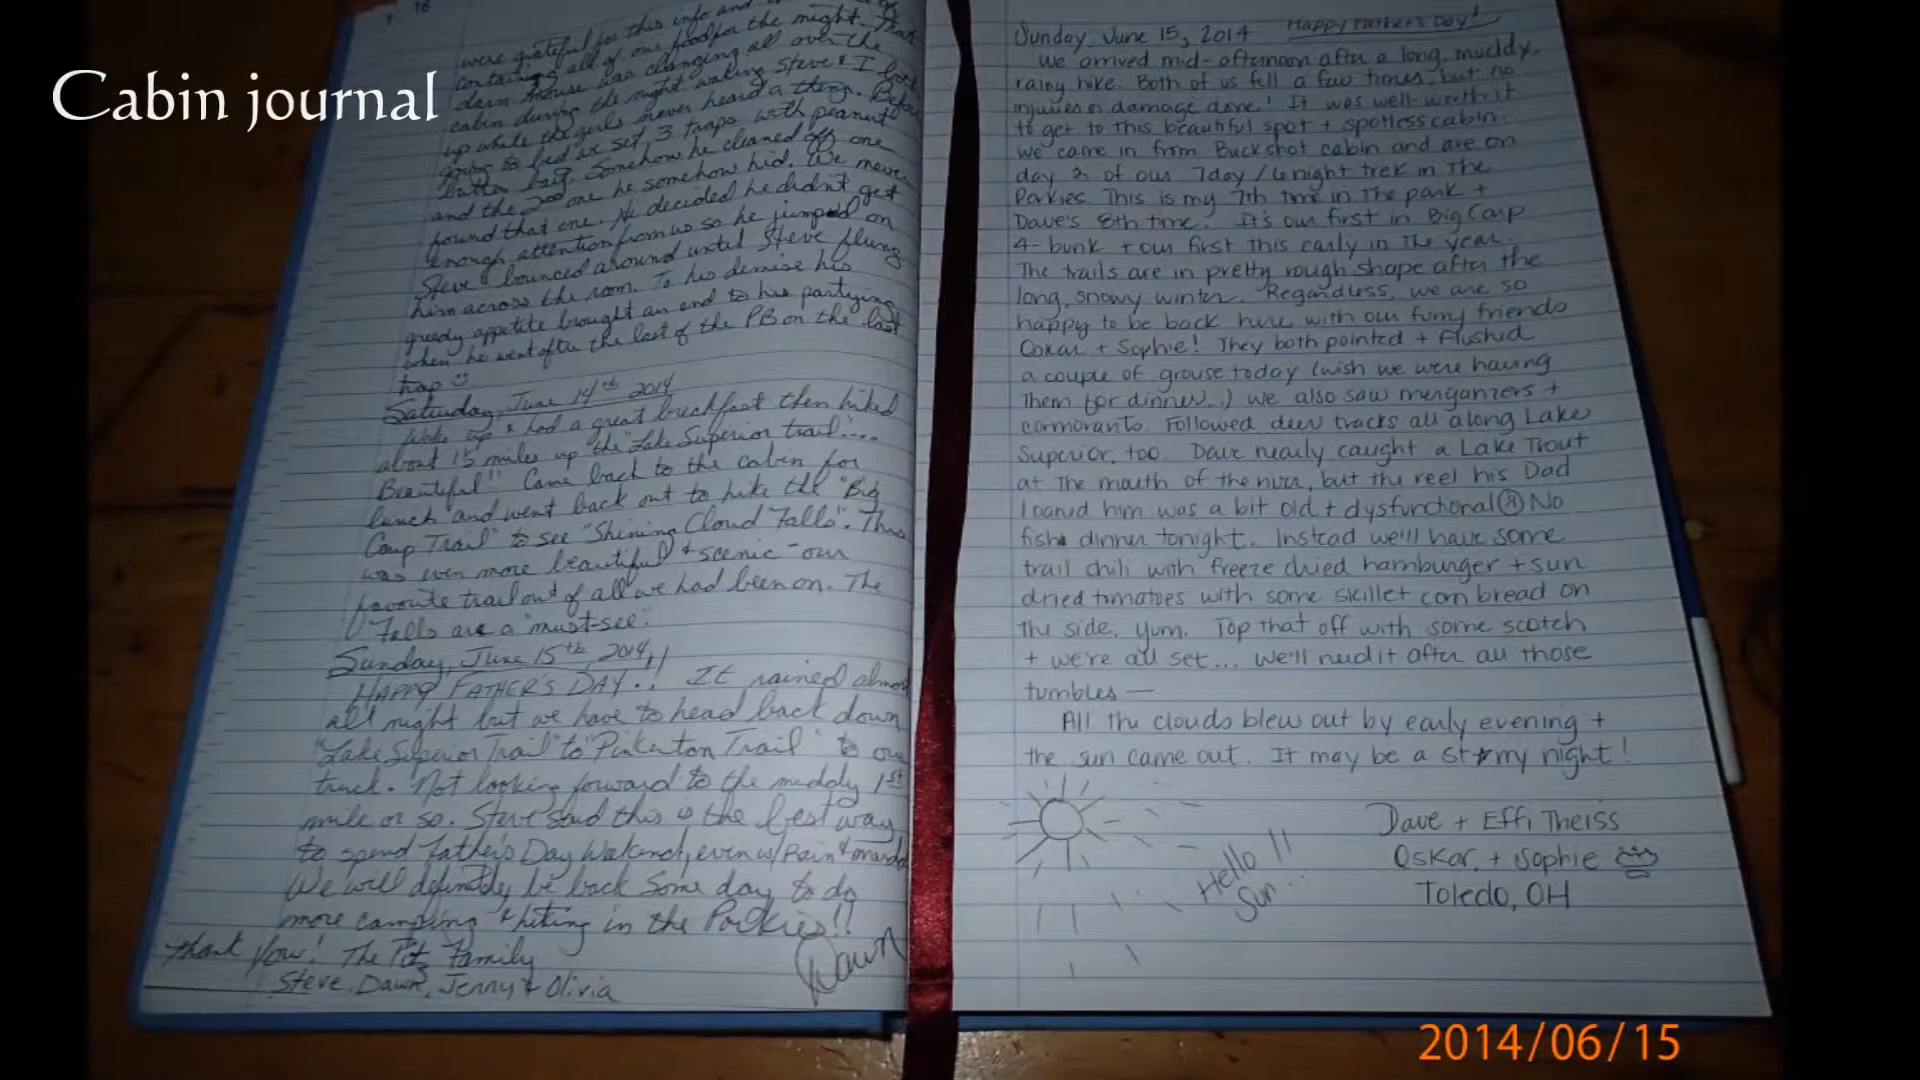 Cabin journal
16
were grateful for this info and
containing all of our food for the night. That
darn mouse was changing all over the
cabin during the night waking Steve & I both
up while the girls never heard a thing. Before
going to bed we set 3 traps with peanut
butter bait. Somehow he cleaned off one
and the 2nd one he somehow hid. We never
found that one. He decided he didn't get
enough attention from us so he jumped on
Steve & bounced around until Steve flung
him across the room. To his demise his
greedy appetite brought an end to his partying
when he went after the last of the PB on the last
trap ☺
Saturday, June 14th 2014
Woke up & had a great breakfast then hiked
about 1.5 miles up the "Lake Superior trail"....
Beautiful!! Came back to the cabin for
lunch and went back out to hike the "Big
Carp Trail" to see "Shining Cloud Falls". This
was even more beautiful & scenic - our
favorite trail out of all we had been on. The
Falls are a "must-see".
Sunday, June 15th, 2014!!
HAPPY FATHER'S DAY..! It rained almost
all night but we have to head back down
"Lake Superior Trail" to "Pinkerton Trail" to our
truck. Not looking forward to the muddy 1st
mile or so. Steve said this is the best way
to spend Father's Day Weekend, even w/ Rain & mud
We will definitely be back some day to do
more camping & hiking in the Porkies!!
Thank You! The Family
Steve, Dawn, Jenny & Olivia
Dawn
Sunday, June 15, 2014 Happy Father's Day!
We arrived mid-afternoon after a long, muddy,
rainy hike. Both of us fell a few times, but no
injuries or damage done! It was well worth it
to get to this beautiful spot + spotless cabin.
We came in from Buckshot cabin and are on
day 2 of our 7day/6night trek in The
Porkies. This is my 7th time in The park +
Dave's 8th time. It's our first in Big Carp
4-bunk + our first this early in The year.
The trails are in pretty rough shape after the
long, snowy winter. Regardless, we are so
happy to be back here with our furry friends
Oskar + Sophie! They both pointed + flushed
a couple of grouse today (wish we were having
Them for dinner.) We also saw merganzers +
cormorants. Followed deer tracks all along Lake
Superior, too. Dave nearly caught a Lake Trout
at The mouth of the river, but the reel his Dad
loaned him was a bit old + dysfunctional ☹ No
fish dinner tonight. Instead we'll have some
trail chili with freeze dried hamburger + sun
dried tomatoes with some skillet corn bread on
The side. Yum. Top that off with some scotch
+ we're all set... we'll need it after all those
tumbles —
All the clouds blew out by early evening +
the sun came out. It may be a st★rry night!
Hello!!
Sun...
Dave + Effi Theiss
Oskar + Sophie
Toledo, OH
2014/06/15